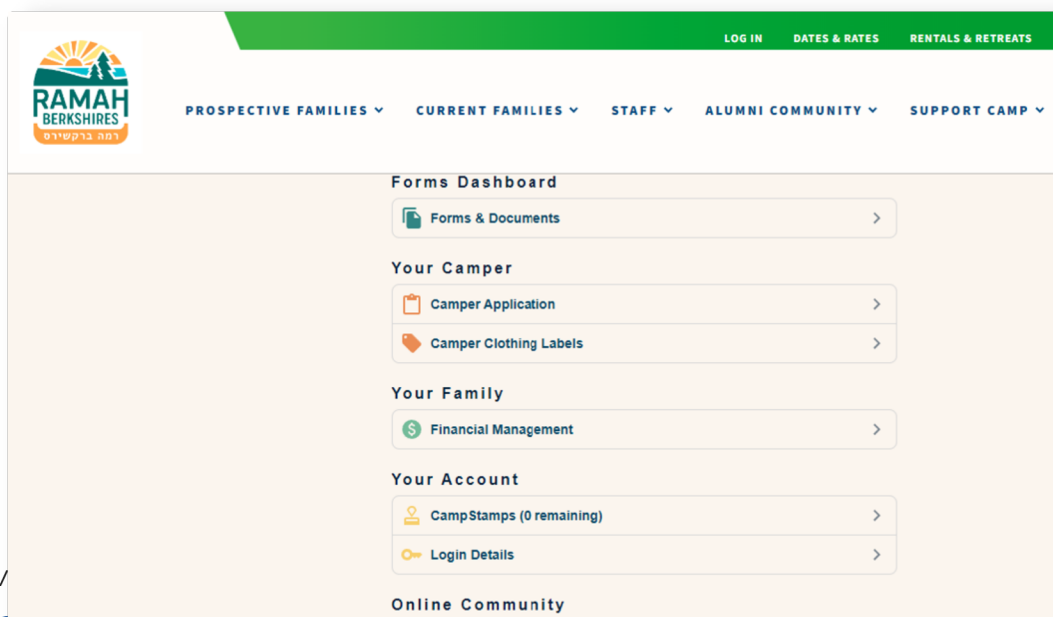 LOG IN DATES & RATES RENTALS & RETREATS
RAMAH
BERKSHIRES
רמה ברקשירס
PROSPECTIVE FAMILIES CURRENT FAMILIES STAFF ALUMNI COMMUNITY SUPPORT CAMP
Forms Dashboard
Forms & Documents
Your Camper
Camper Application
Camper Clothing Labels
Your Family
$ Financial Management
Your Account
CampStamps (0 remaining)
Login Details
/
Online Community